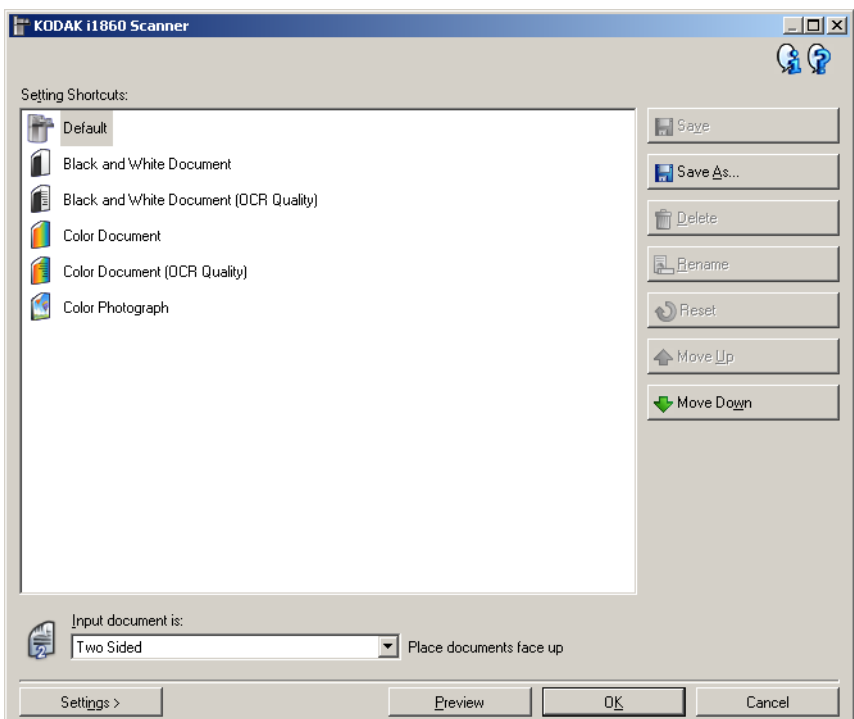 KODAK i1860 Scanner
Setting Shortcuts:
Default
Black and White Document
Black and White Document (OCR Quality)
Color Document
Color Document (OCR Quality)
Color Photograph
Save
Save As...
Delete
Rename
Reset
Move Up
Move Down
Input document is:
2
Two Sided
Place documents face up
Settings >
Preview
OK
Cancel